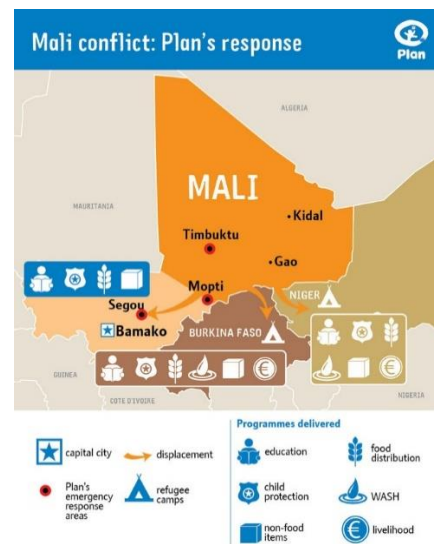 Mali conflict: Plan's response
Plan
ALGERIA
MAURITANIA
MALI
Kidal
Timbuktu
Gao
Mopti
NIGER
Segou
Bamako
BURKINA FASO
GUINEA
COTE D'IVOIRE
NIGERIA
Programmes delivered
capital city
displacement
education
food
distribution
Plan's
emergency
response
areas
refugee
camps
child
protection
WASH
non-food
items
livelihood